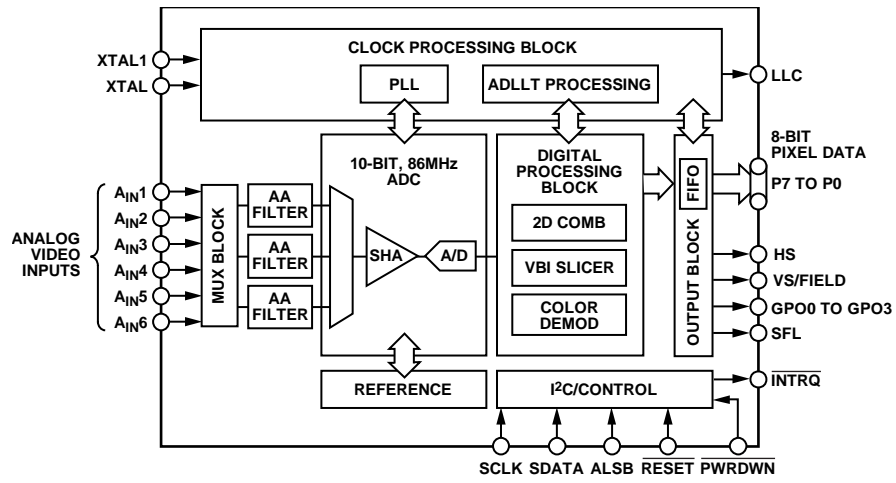 CLOCK PROCESSING BLOCK
XTAL1
XTAL
PLL
ADLLT PROCESSING
LLC
10-BIT, 86MHz
ADC
DIGITAL
PROCESSING
BLOCK
2D COMB
VBI SLICER
COLOR
DEMOD
8-BIT
PIXEL DATA
P7 TO P0
FIFO
OUTPUT BLOCK
ANALOG
VIDEO
INPUTS
AIN1
AIN2
AIN3
AIN4
AIN5
AIN6
MUX BLOCK
AA
FILTER
AA
FILTER
AA
FILTER
SHA
A/D
HS
VS/FIELD
GPO0 TO GPO3
SFL
REFERENCE
I2C/CONTROL
INTRQ
SCLK
SDATA
ALSB
RESET
PWRDWN